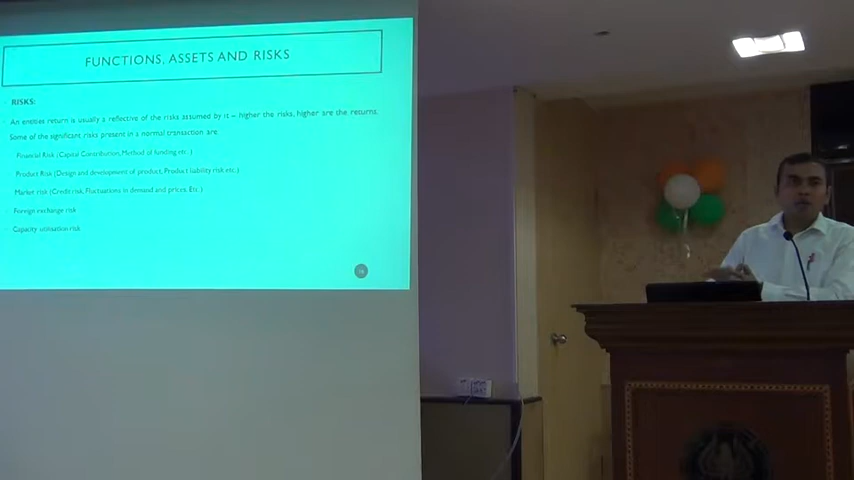 FUNCTIONS, ASSETS AND RISKS
RISKS:
An entities return is usually a reflective of the risks assumed by it – higher the risks, higher are the returns.
Some of the significant risks present in a normal transaction are
Financial Risk (Capital Contribution, Method of funding etc. )
Product Risk (Design and development of product, Product liability risk etc.)
Market risk (Credit risk, Fluctuations in demand and prices. Etc. )
Foreign exchange risk
Capacity utilisation risk